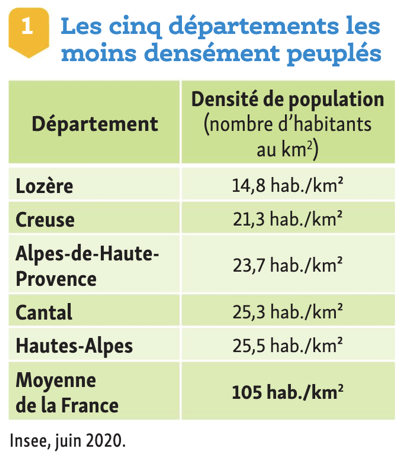 1
Les cinq départements les
moins densément peuplés
Département
Densité de population
(nombre d’habitants
au km²)
Lozère 14,8 hab./km²
Creuse 21,3 hab./km²
Alpes-de-Haute-
Provence 23,7 hab./km²
Cantal 25,3 hab./km²
Hautes-Alpes 25,5 hab./km²
Moyenne
de la France 105 hab./km²
Insee, juin 2020.